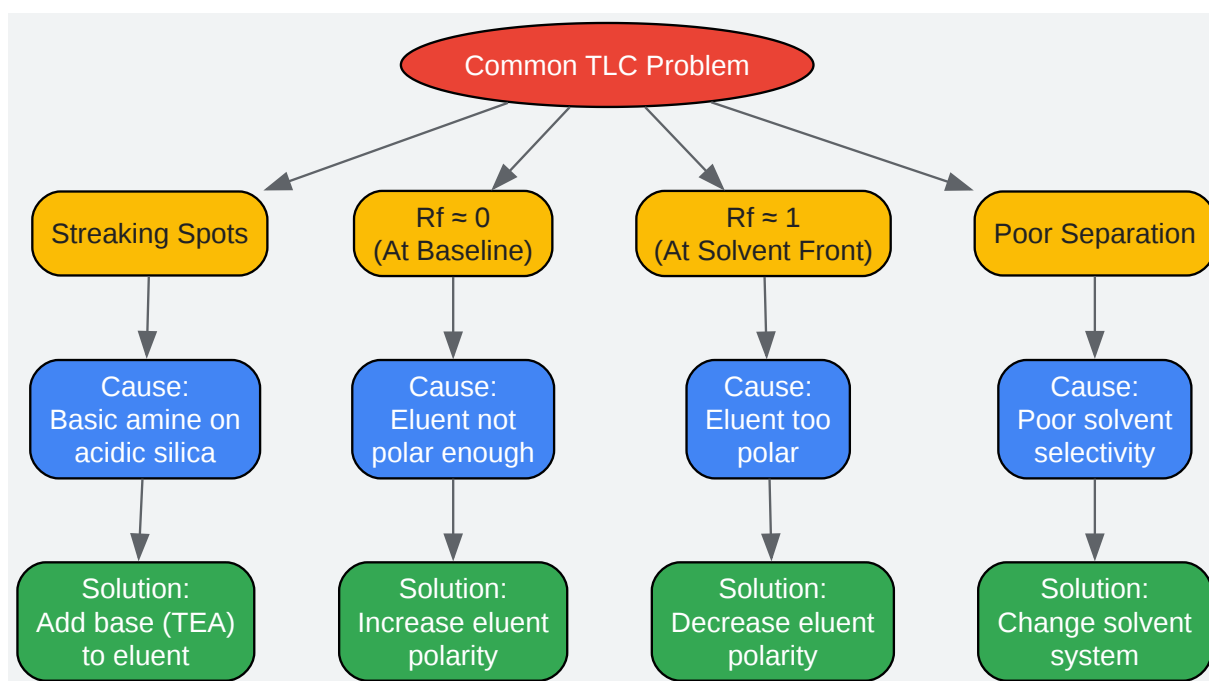 Common TLC Problem
Streaking Spots
Rf ≈ 0
(At Baseline)
Rf ≈ 1
(At Solvent Front)
Poor Separation
Cause:
Basic amine on
acidic silica
Cause:
Eluent not
polar enough
Cause:
Eluent too
polar
Cause:
Poor solvent
selectivity
Solution:
Add base (TEA)
to eluent
Solution:
Increase eluent
polarity
Solution:
Decrease eluent
polarity
Solution:
Change solvent
system